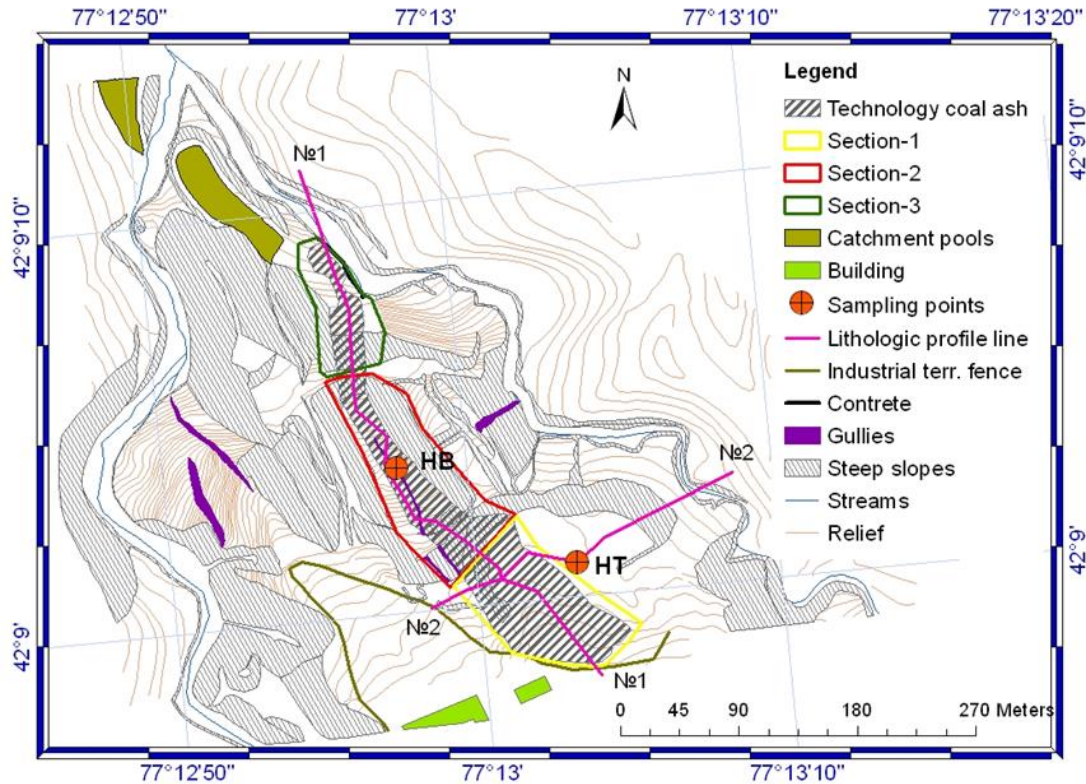 77°12'50" 77°13' 77°13'10" 77°13'20"
N
Legend
Technology coal ash
Section-1
Section-2
Section-3
Catchment pools
Building
Sampling points
Lithologic profile line
Industrial terr. fence
Contrete
Gullies
Steep slopes
Streams
Relief
№1
№2
HB
HT
№2
№1
42°9'10"
42°9'
42°9'10"
42°9'
0 45 90 180 270 Meters
77°12'50" 77°13' 77°13'10"